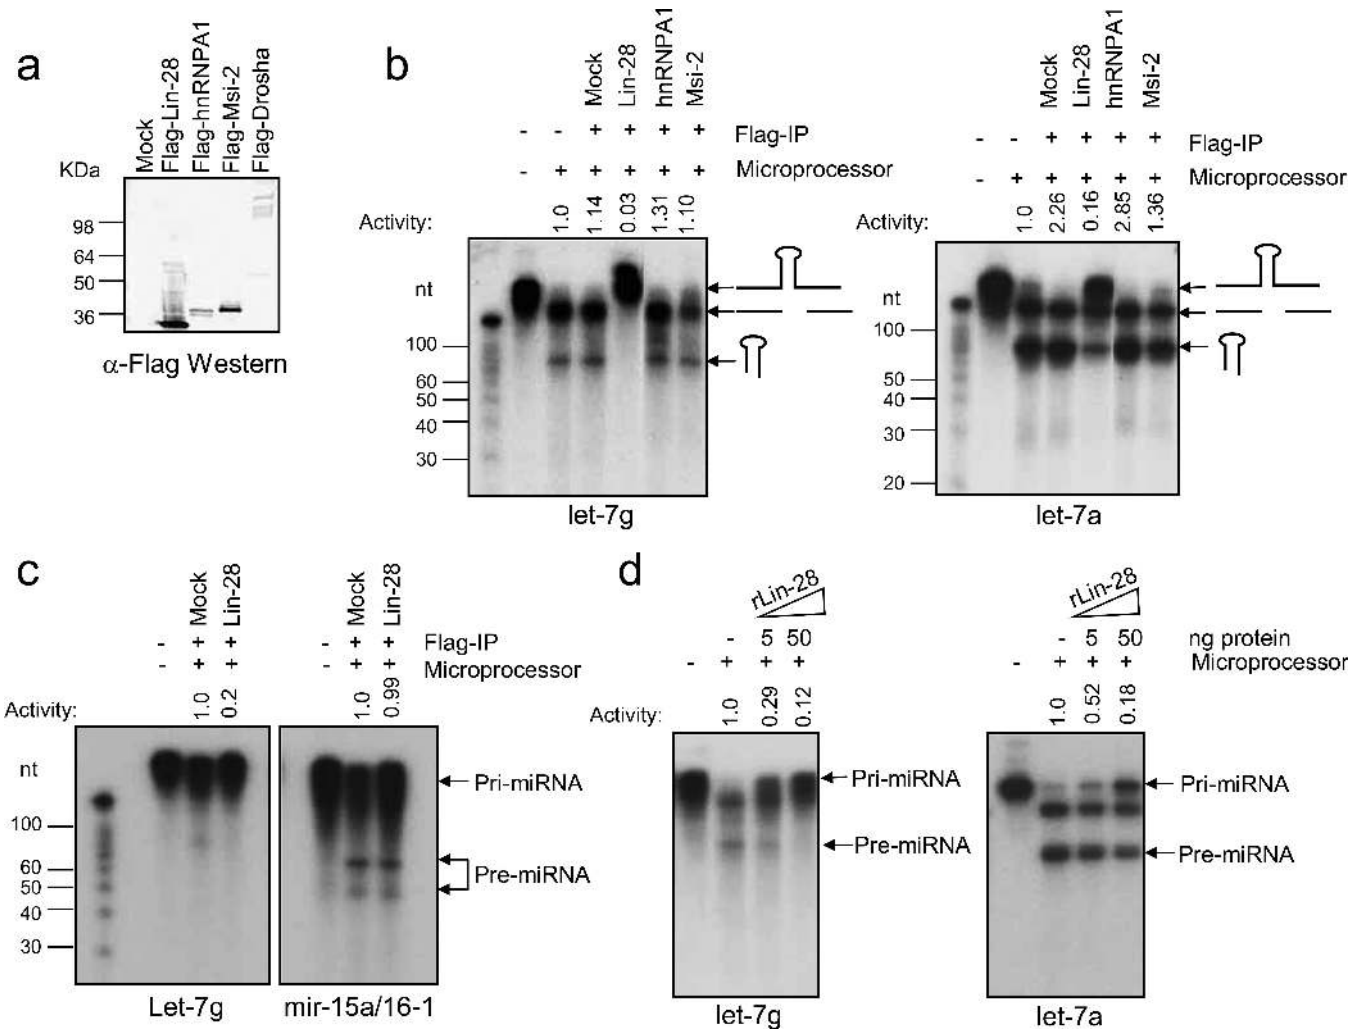 a
Mock
Flag-Lin-28
Flag-hnRNPA1
Flag-Msi-2
Flag-Drosha
KDa
98
64
50
36
α-Flag Western
b
Mock
Lin-28
hnRNPA1
Msi-2
- - + + + + Flag-IP
- + + + + + Microprocessor
Activity: 1.0 1.14 0.03 1.31 1.10
nt
100
60
50
40
30
let-7g
Mock
Lin-28
hnRNPA1
Msi-2
- - + + + + Flag-IP
- + + + + + Microprocessor
Activity: 1.0 2.26 0.16 2.85 1.36
nt
100
50
40
30
20
let-7a
c
Mock
Lin-28
Mock
Lin-28
- + + - + + Flag-IP
- + + - + + Microprocessor
Activity: 1.0 0.2 1.0 0.99
nt
100
60
50
40
30
Pri-miRNA
Pre-miRNA
Let-7g
mir-15a/16-1
d
rLin-28
- 5 50
- + + +
Activity: 1.0 0.29 0.12
Pri-miRNA
Pre-miRNA
let-7g
rLin-28
- 5 50 ng protein
- + + + Microprocessor
1.0 0.52 0.18
Pri-miRNA
Pre-miRNA
let-7a